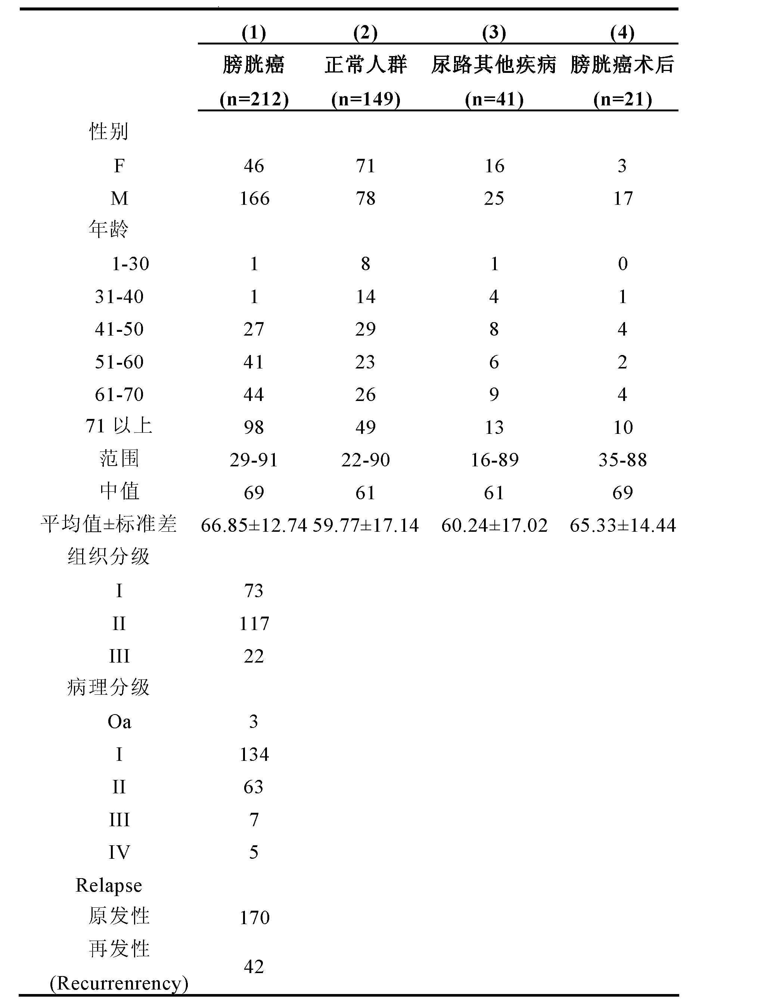 (1) (2) (3) (4)
膀胱癌 正常人群 尿路其他疾病 膀胱癌术后
(n=212) (n=149) (n=41) (n=21)
性别
F 46 71 16 3
M 166 78 25 17
年龄
1-30 1 8 1 0
31-40 1 14 4 1
41-50 27 29 8 4
51-60 41 23 6 2
61-70 44 26 9 4
71以上 98 49 13 10
范围 29-91 22-90 16-89 35-88
中值 69 61 61 69
平均值±标准差 66.85±12.74 59.77±17.14 60.24±17.02 65.33±14.44
组织分级
I 73
II 117
III 22
病理分级
Oa 3
I 134
II 63
III 7
IV 5
Relapse
原发性 170
再发性
(Recurrenrency) 42